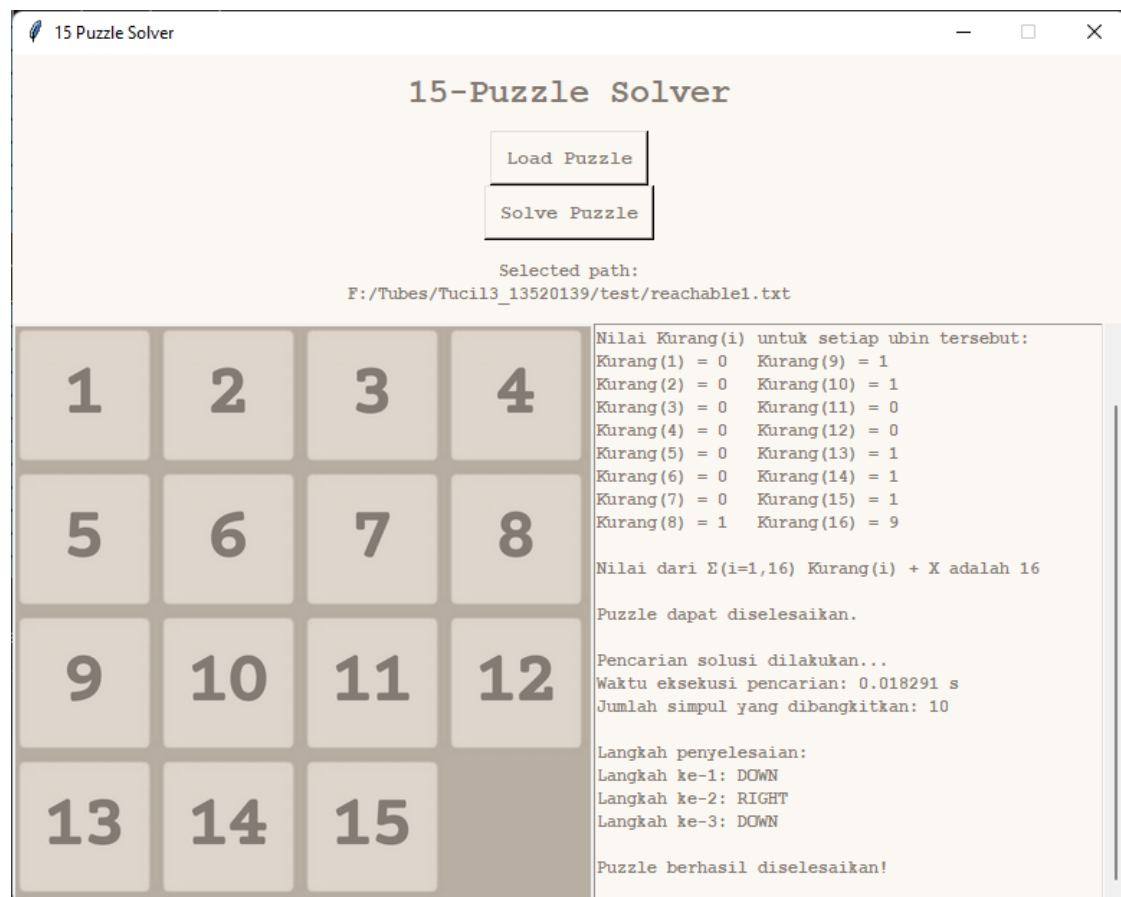 15 Puzzle Solver
15-Puzzle Solver
Load Puzzle
Solve Puzzle
Selected path:
F:/Tubes/Tucil3_13520139/test/reachable1.txt
1 2 3 4
5 6 7 8
9 10 11 12
13 14 15
Nilai Kurang(i) untuk setiap ubin tersebut:
Kurang(1) = 0 Kurang(9) = 1
Kurang(2) = 0 Kurang(10) = 1
Kurang(3) = 0 Kurang(11) = 0
Kurang(4) = 0 Kurang(12) = 0
Kurang(5) = 0 Kurang(13) = 1
Kurang(6) = 0 Kurang(14) = 1
Kurang(7) = 0 Kurang(15) = 1
Kurang(8) = 1 Kurang(16) = 9
Nilai dari Σ(i=1,16) Kurang(i) + X adalah 16
Puzzle dapat diselesaikan.
Pencarian solusi dilakukan...
Waktu eksekusi pencarian: 0.018291 s
Jumlah simpul yang dibangkitkan: 10
Langkah penyelesaian:
Langkah ke-1: DOWN
Langkah ke-2: RIGHT
Langkah ke-3: DOWN
Puzzle berhasil diselesaikan!